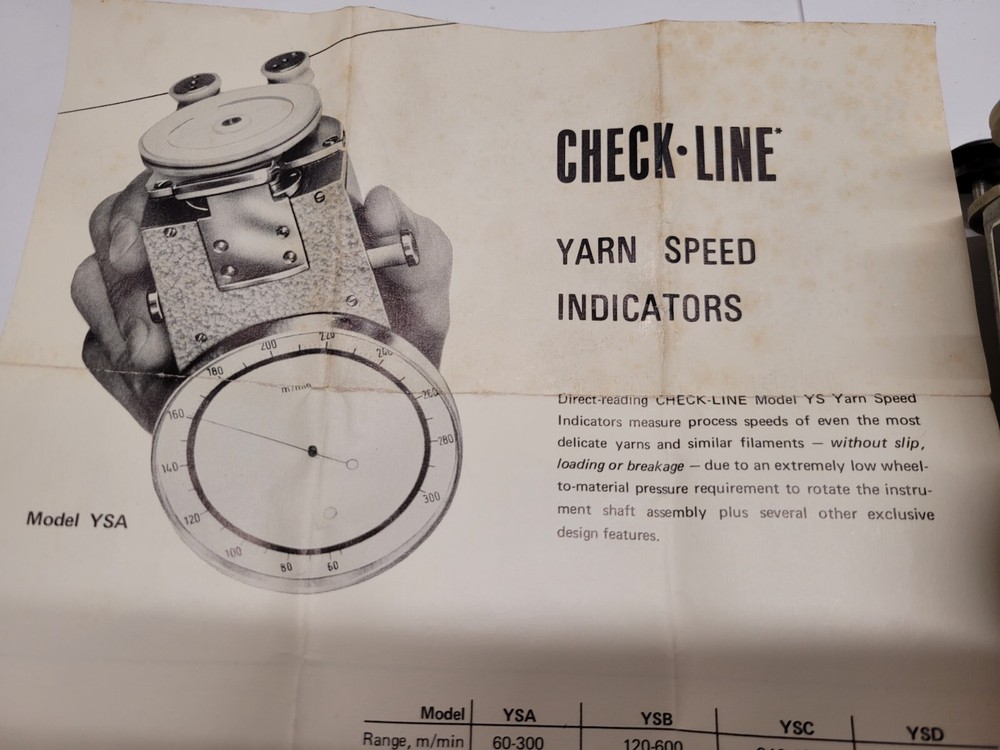 CHECK•LINE*
YARN SPEED
INDICATORS
Direct-reading CHECK-LINE Model YS Yarn Speed
Indicators measure process speeds of even the most
delicate yarns and similar filaments — without slip,
loading or breakage — due to an extremely low wheel-
to-material pressure requirement to rotate the instru-
ment shaft assembly plus several other exclusive
design features.
m/min
60
80
100
120
140
160
180
200
220
240
260
280
300
Model YSA
Model YSA YSB YSC YSD
Range, m/min 60-300 120-600